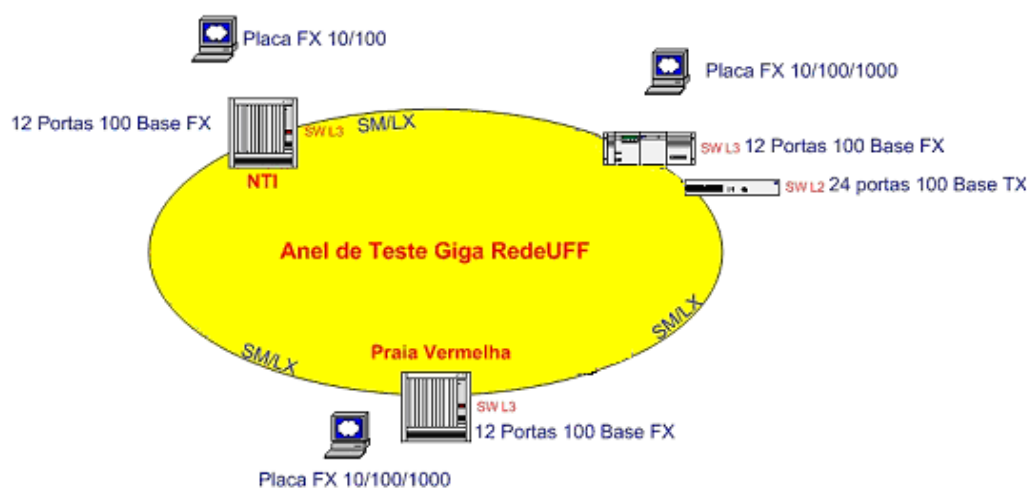 Placa FX 10/100
Placa FX 10/100/1000
12 Portas 100 Base FX
SW L3
SM/LX
NTI
SW L3 12 Portas 100 Base FX
SW L2 24 portas 100 Base TX
Anel de Teste Giga RedeUFF
SM/LX
SM/LX
Praia Vermelha
SW L3
12 Portas 100 Base FX
Placa FX 10/100/1000